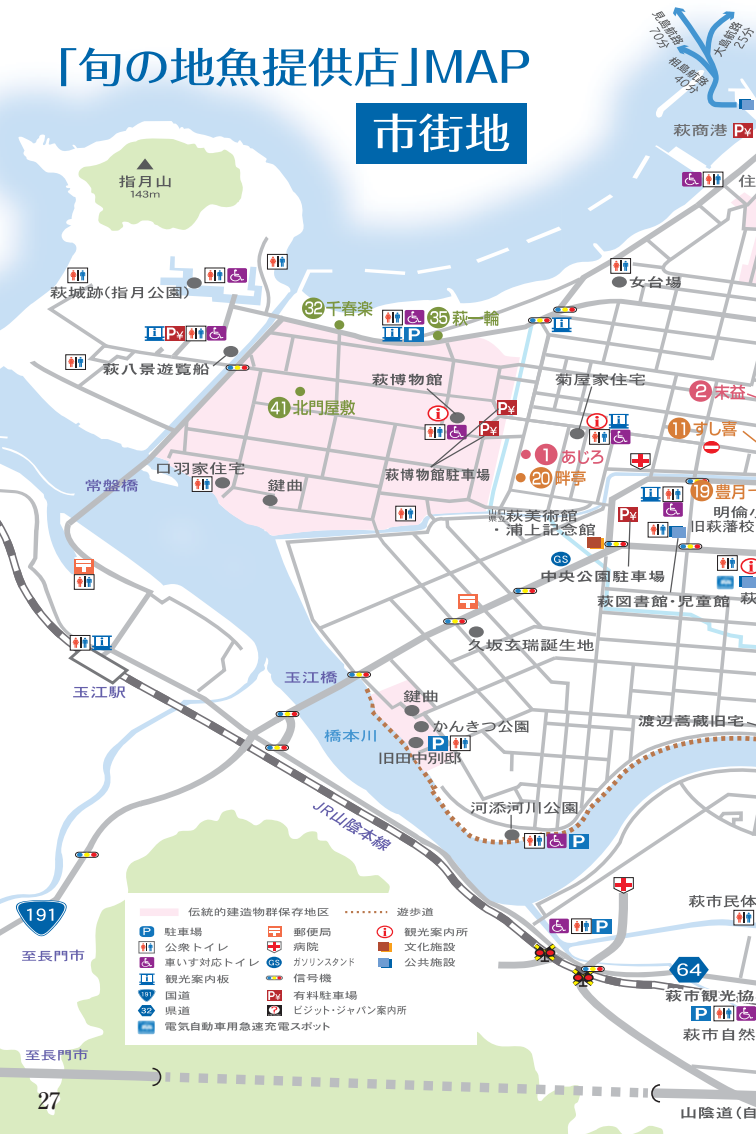 「旬の地魚提供店」MAP
市街地
見島航路
70分
大島航路
25分
相島航路
40分
萩商港
P¥
住
指月山
143m
萩城跡(指月公園)
女台場
32 千春楽
35 萩一輪
P
P¥
萩八景遊覧船
萩博物館
菊屋家住宅
2 末益
41 北門屋敷
P¥
P¥
11 すし喜
1 あじろ
口羽家住宅
萩博物館駐車場
20 畔亭
鍵曲
常盤橋
19 豊月
萩美術館
・浦上記念館
P¥
明倫小
旧萩藩校
GS
中央公園駐車場
萩図書館・児童館
萩
久坂玄瑞誕生地
玉江橋
玉江駅
鍵曲
かんきつ公園
渡辺蒿蔵旧宅
橋本川
P
旧田中別邸
JR山陰本線
河添河川公園
P
191
至長門市
萩市民体
P
64
萩市観光協
P
萩市自然
伝統的建造物群保存地区
遊歩道
P 駐車場
郵便局
観光案内所
公衆トイレ
病院
文化施設
車いす対応トイレ
GS ガソリンスタンド
公共施設
観光案内板
信号機
191 国道
P¥ 有料駐車場
32 県道
ビジット・ジャパン案内所
電気自動車用急速充電スポット
至長門市
27
山陰道(自